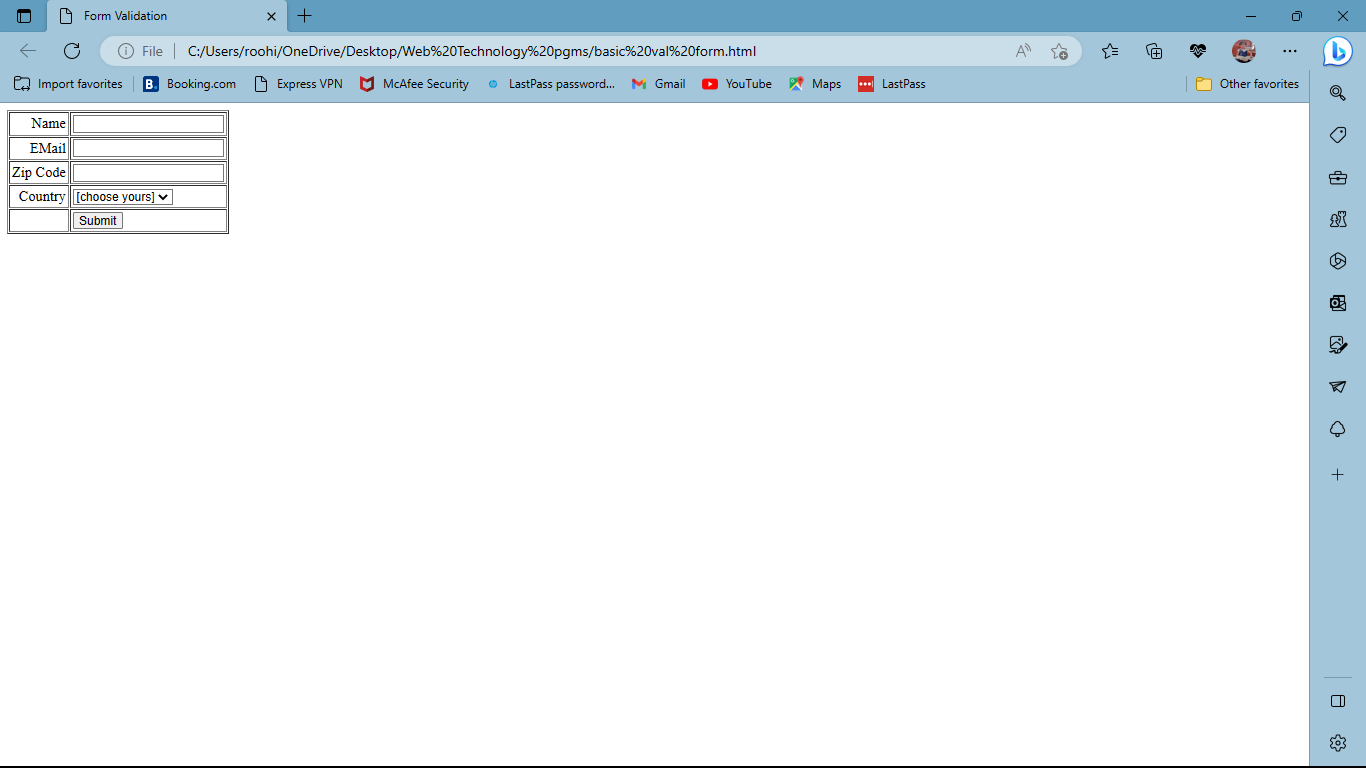 Form Validation
File C:/Users/roohi/OneDrive/Desktop/Web%20Technology%20pgms/basic%20val%20form.html A
Import favorites B. Booking.com Express VPN McAfee Security LastPass password... Gmail YouTube Maps LastPass Other favorites
Name
EMail
Zip Code
Country [choose yours]
Submit